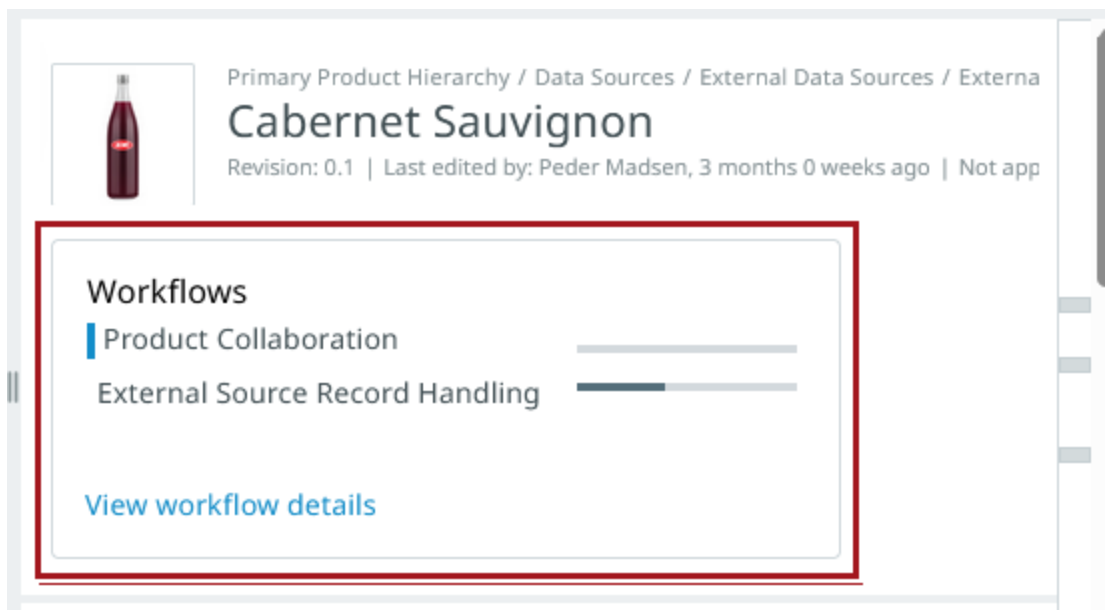 Primary Product Hierarchy / Data Sources / External Data Sources / Externa
Cabernet Sauvignon
Revision: 0.1 | Last edited by: Peder Madsen, 3 months 0 weeks ago | Not app
Workflows
Product Collaboration
External Source Record Handling
View workflow details